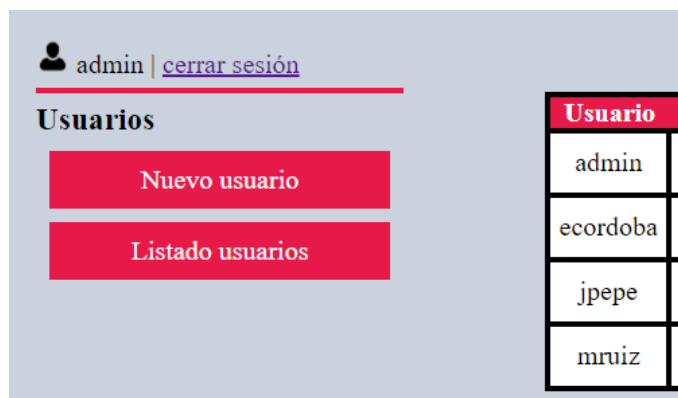 admin | cerrar sesión
Usuarios
Nuevo usuario
Listado usuarios
Usuario
admin
ecordoba
jpepe
mruiz